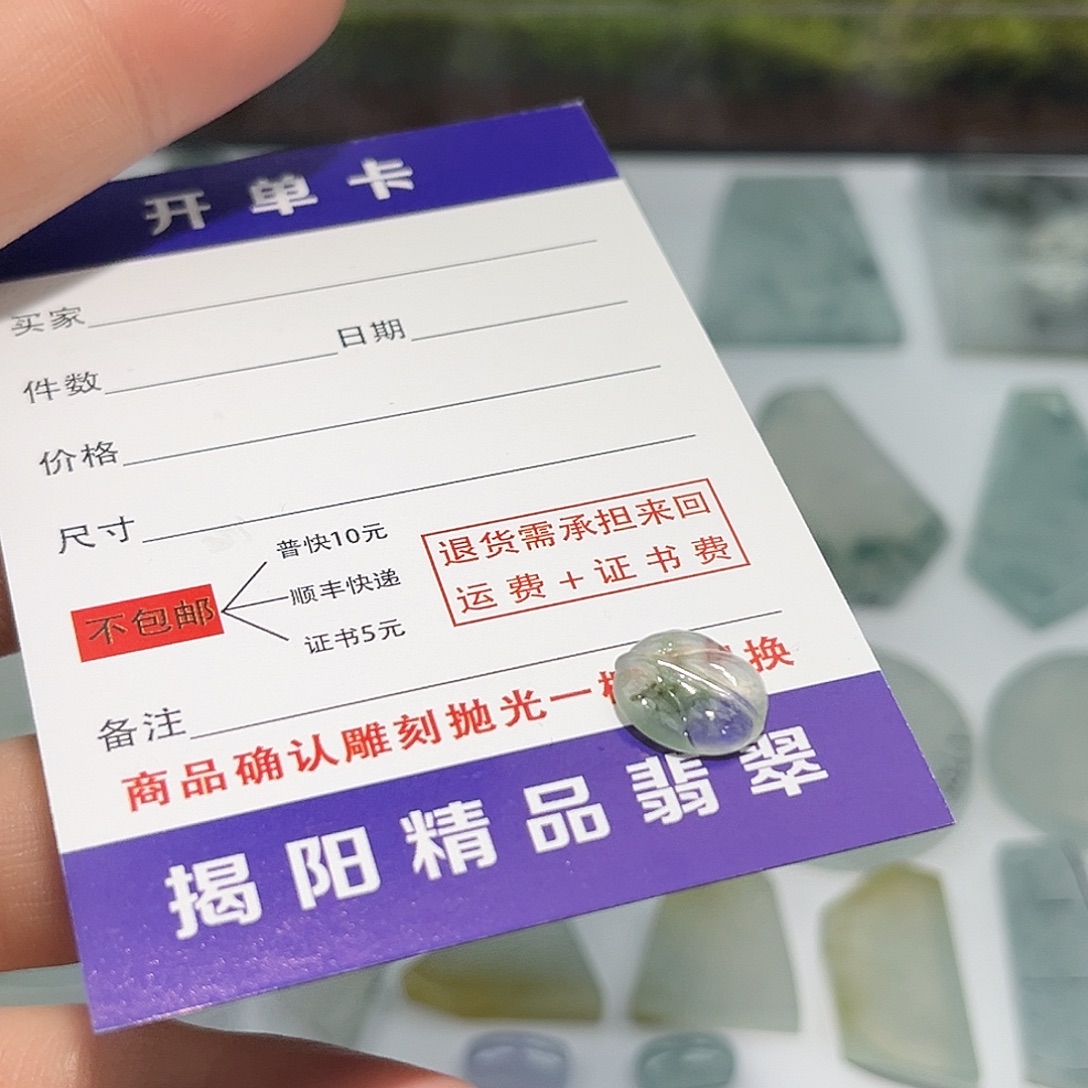 开单卡
买家
件数 日期
价格
尺寸
普快10元
不包邮 顺丰快递
证书5元
退货需承担来回
运费+证书费
备注
商品确认雕刻抛光一 换
揭阳精品翡翠